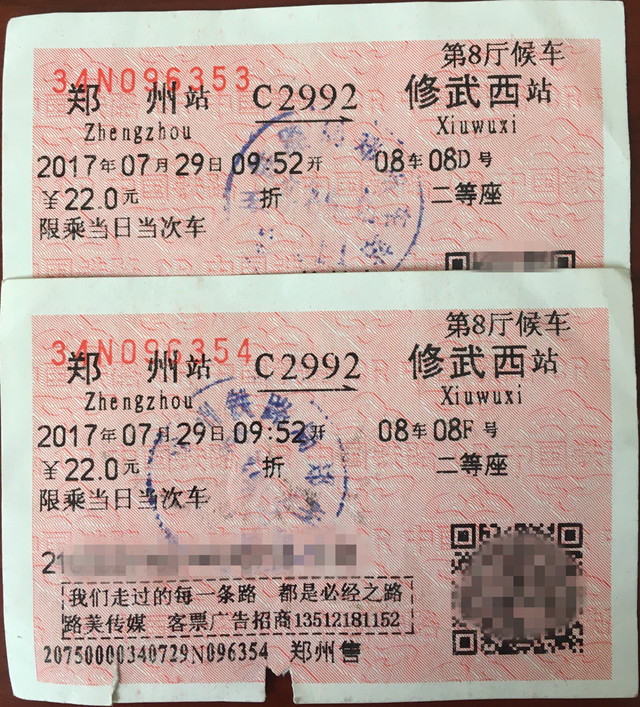 34N096353
第8厅候车
郑州站 C2992 修武西站
Zhengzhou Xiuwuxi
2017年07月29日09:52开 08车08D号
¥22.0元 折 二等座
限乘当日当次车
34N096354
第8厅候车
郑州站 C2992 修武西站
Zhengzhou Xiuwuxi
2017年07月29日09:52开 08车08F号
¥22.0元 折 二等座
限乘当日当次车
我们走过的每一条路 都是必经之路
路芙传媒 客票广告招商13512181152
20750000340729N096354 郑州售